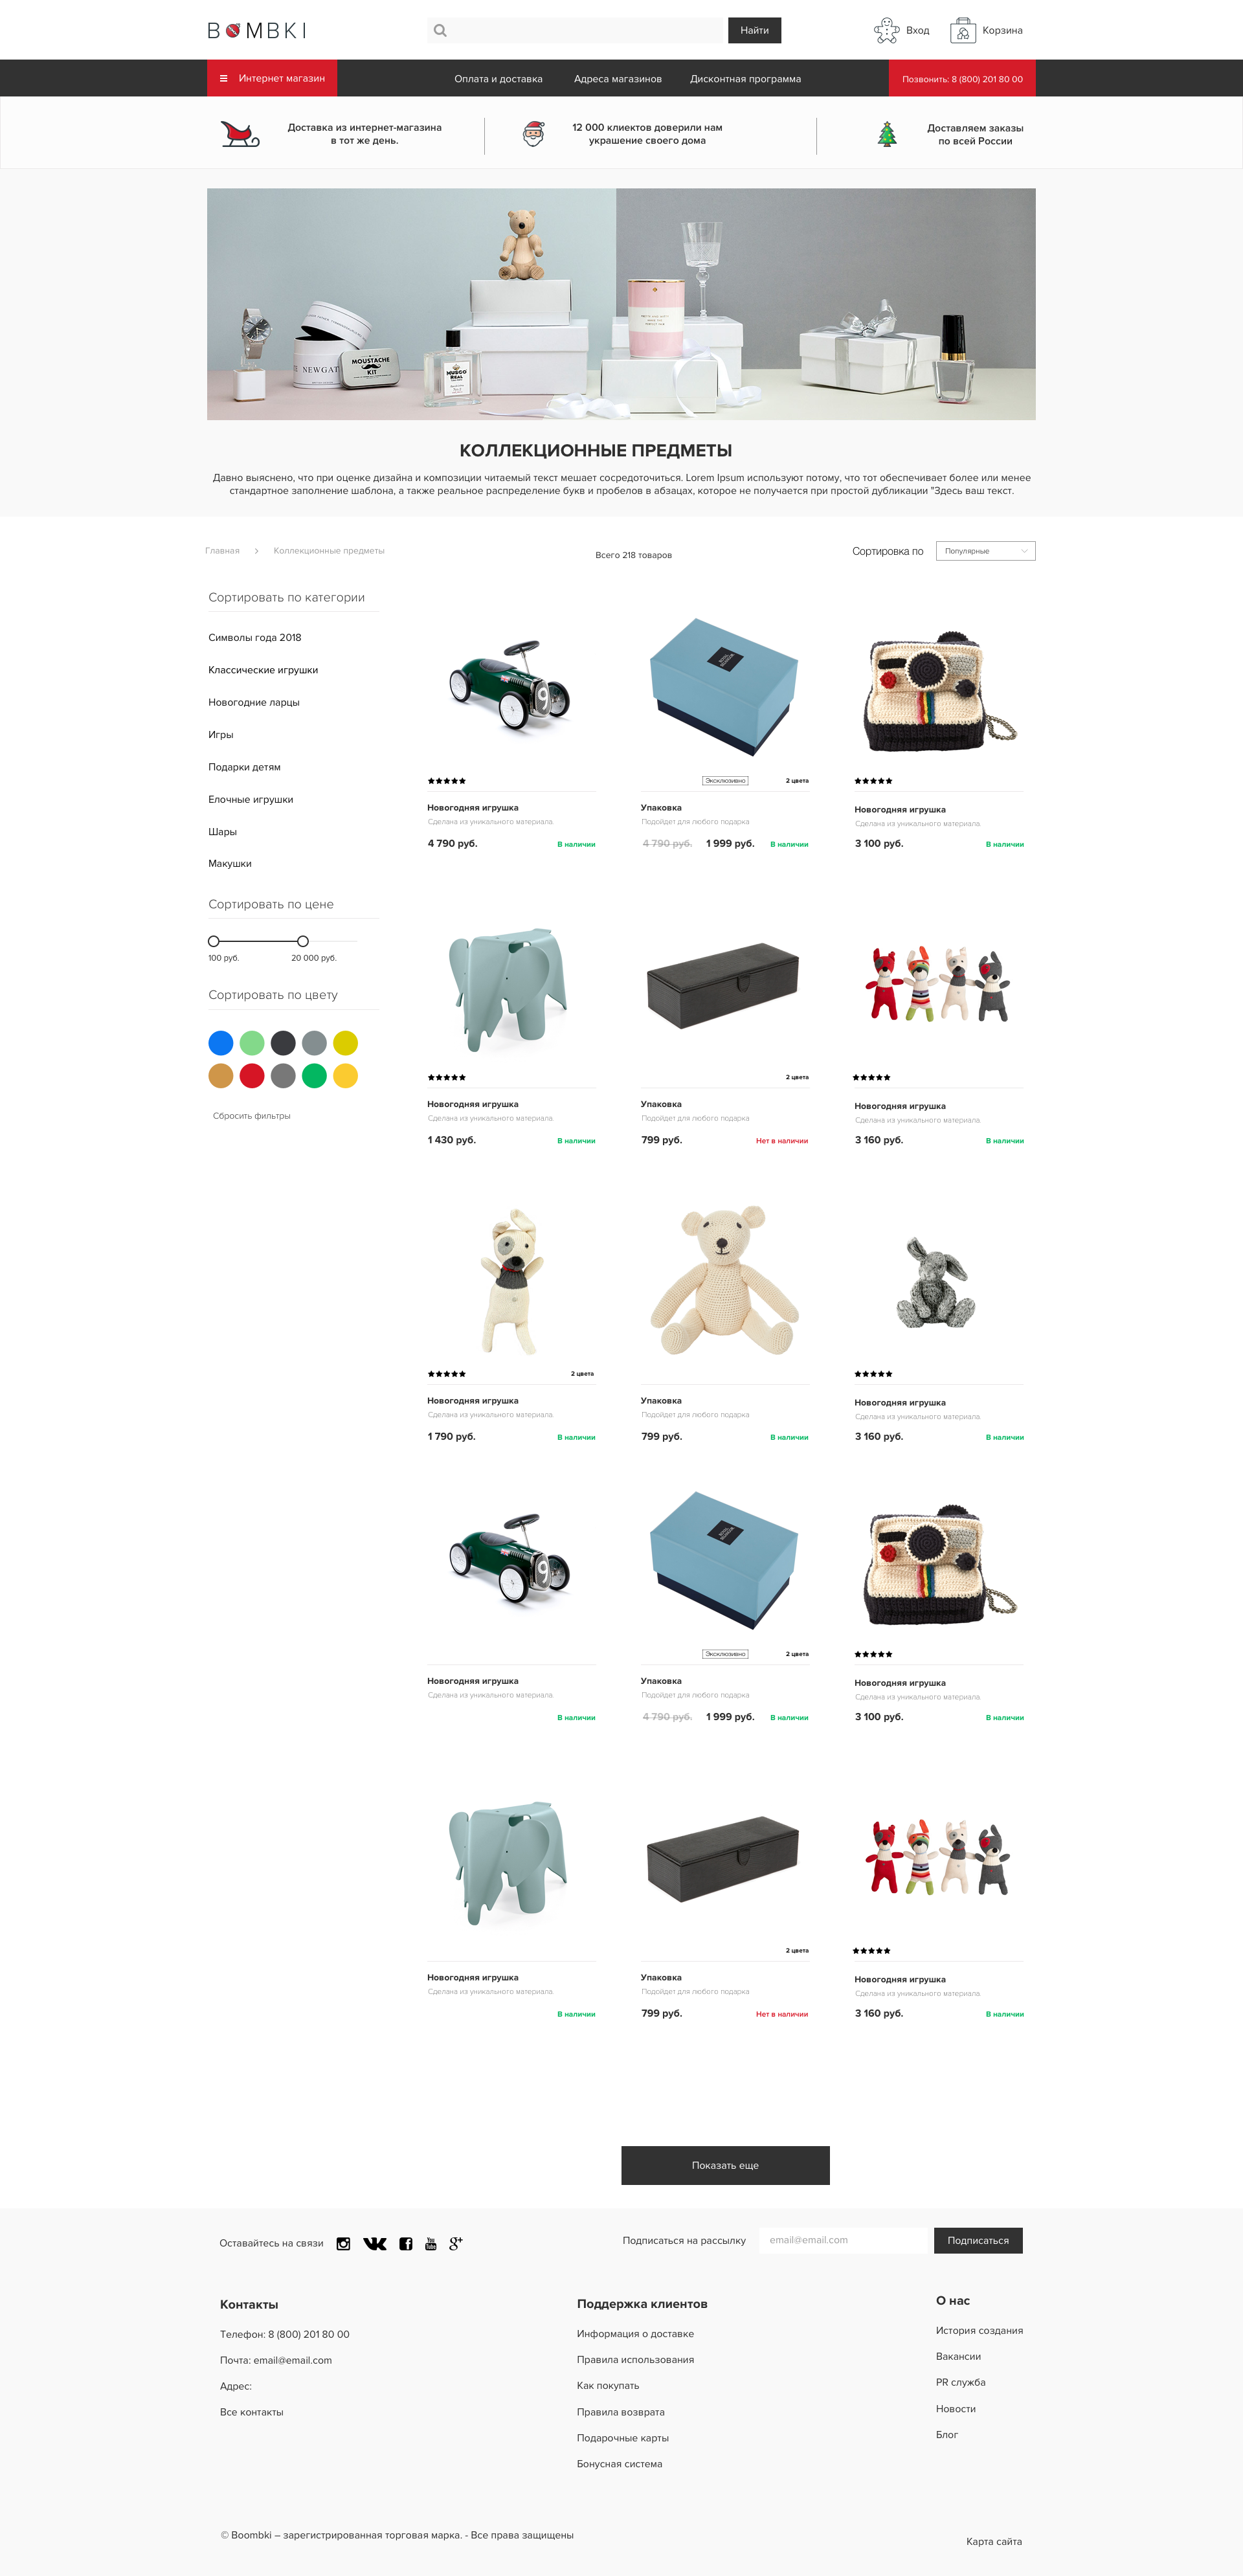 BOMBKI
Найти
Вход
Корзина
Интернет магазин
Оплата и доставка
Адреса магазинов
Дисконтная программа
Позвонить: 8 (800) 201 80 00
Доставка из интернет-магазина
в тот же день.
12 000 клиентов доверили нам
украшение своего дома
Доставляем заказы
по всей России
NEWGAT
MOUSTACHE
KIT
MUSGO
REAL
КОЛЛЕКЦИОННЫЕ ПРЕДМЕТЫ
Давно выяснено, что при оценке дизайна и композиции читаемый текст мешает сосредоточиться. Lorem Ipsum используют потому, что тот обеспечивает более или менее
стандартное заполнение шаблона, а также реальное распределение букв и пробелов в абзацах, которое не получается при простой дубликации "Здесь ваш текст.
Главная > Коллекционные предметы
Всего 218 товаров
Сортировка по
Популярные
Сортировать по категории
Символы года 2018
Классические игрушки
Новогодние ларцы
Игры
Подарки детям
Елочные игрушки
Шары
Макушки
Сортировать по цене
100 руб.
20 000 руб.
Сортировать по цвету
Сбросить фильтры
9
Новогодняя игрушка
Сделана из уникального материала
4 790 руб.
В наличии
Эксклюзивно
2 цвета
Упаковка
Подойдет для любого подарка
4 790 руб.
1 999 руб.
В наличии
Новогодняя игрушка
Сделана из уникального материала
3 100 руб.
В наличии
Новогодняя игрушка
Сделана из уникального материала
1 430 руб.
В наличии
2 цвета
Упаковка
Подойдет для любого подарка
799 руб.
Нет в наличии
Новогодняя игрушка
Сделана из уникального материала
3 160 руб.
В наличии
2 цвета
Новогодняя игрушка
Сделана из уникального материала
1 790 руб.
В наличии
Упаковка
Подойдет для любого подарка
799 руб.
В наличии
Новогодняя игрушка
Сделана из уникального материала
3 160 руб.
В наличии
9
Новогодняя игрушка
Сделана из уникального материала
В наличии
Эксклюзивно
2 цвета
Упаковка
Подойдет для любого подарка
4 790 руб.
1 999 руб.
В наличии
Новогодняя игрушка
Сделана из уникального материала
3 100 руб.
В наличии
Новогодняя игрушка
Сделана из уникального материала
В наличии
2 цвета
Упаковка
Подойдет для любого подарка
799 руб.
Нет в наличии
Новогодняя игрушка
Сделана из уникального материала
3 160 руб.
В наличии
Показать еще
Оставайтесь на связи
Подписаться на рассылку
email@email.com
Подписаться
Контакты
Телефон: 8 (800) 201 80 00
Почта: email@email.com
Адрес:
Все контакты
Поддержка клиентов
Информация о доставке
Правила использования
Как покупать
Правила возврата
Подарочные карты
Бонусная система
О нас
История создания
Вакансии
PR служба
Новости
Блог
© Boombki – зарегистрированная торговая марка. - Все права защищены
Карта сайта